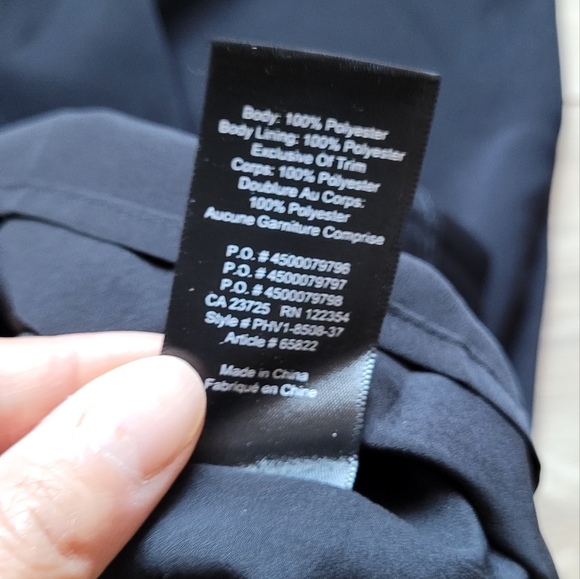 Body: 100% Polyester
Body Lining: 100% Polyester
Exclusive Of Trim
Corps: 100% Polyester
Doublure Au Corps:
100% Polyester
Aucune Garniture Comprise
P.O. # 4500079796
P.O. # 4500079797
P.O. # 4500079798
CA 23725 RN 122354
Style # PHV1-8508-37
Article # 65822
Made in China
Fabriqué en Chine